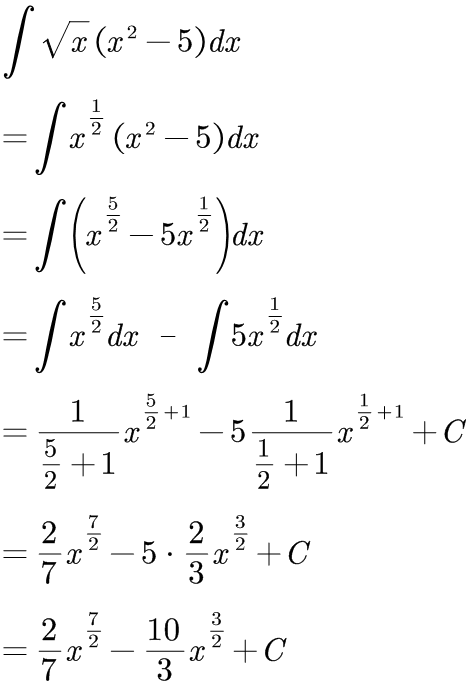 ∫ √x (x² − 5)dx
= ∫ x^(1/2) (x² − 5)dx
= ∫ (x^(5/2) − 5x^(1/2))dx
= ∫ x^(5/2) dx − ∫ 5x^(1/2) dx
= 1/(5/2 + 1) x^(5/2 + 1) − 5 1/(1/2 + 1) x^(1/2 + 1) + C
= 2/7 x^(7/2) − 5 · 2/3 x^(3/2) + C
= 2/7 x^(7/2) − 10/3 x^(3/2) + C